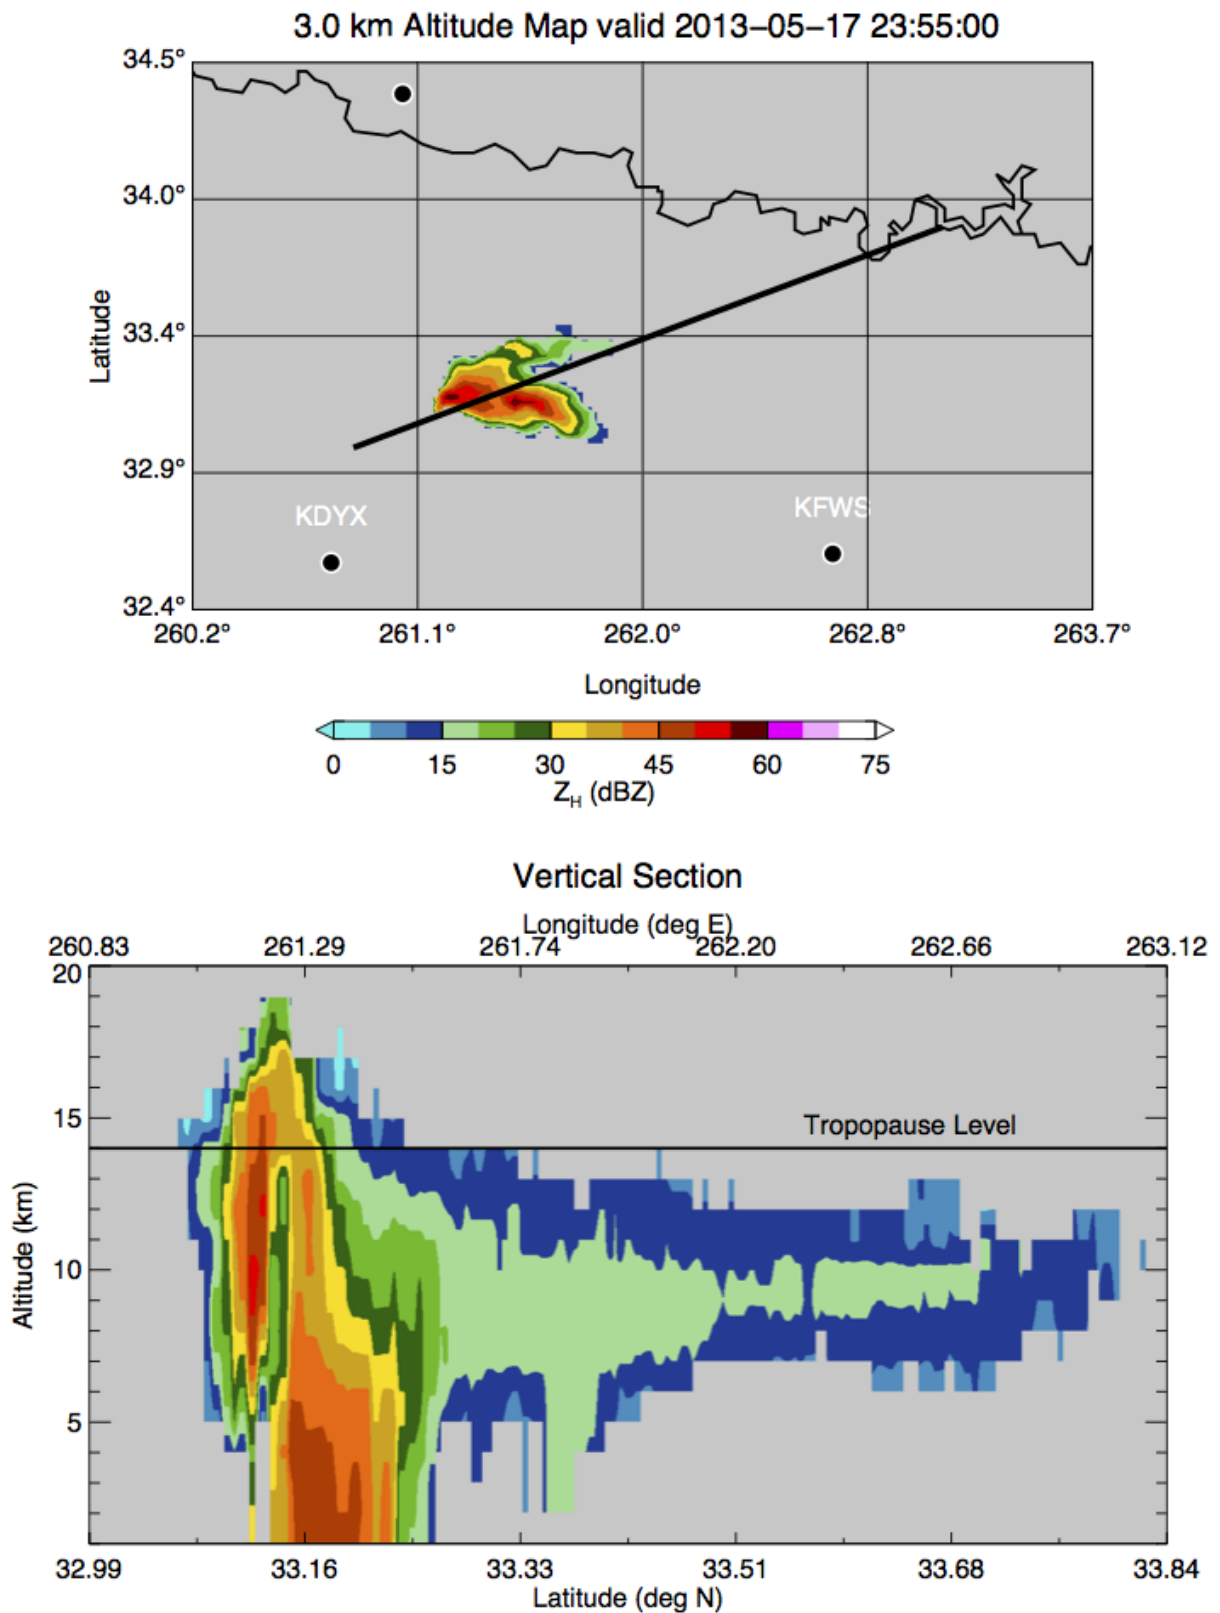 3.0 km Altitude Map valid 2013−05−17 23:55:00
34.5°
34.0°
33.4°
Latitude
32.9°
KDYX
KFWS
32.4°
260.2° 261.1° 262.0° 262.8° 263.7°
Longitude
0 15 30 45 60 75
Z_H (dBZ)
Vertical Section
Longitude (deg E)
260.83 261.29 261.74 262.20 262.66 263.12
20
15
Tropopause Level
Altitude (km)
10
5
32.99 33.16 33.33 33.51 33.68 33.84
Latitude (deg N)